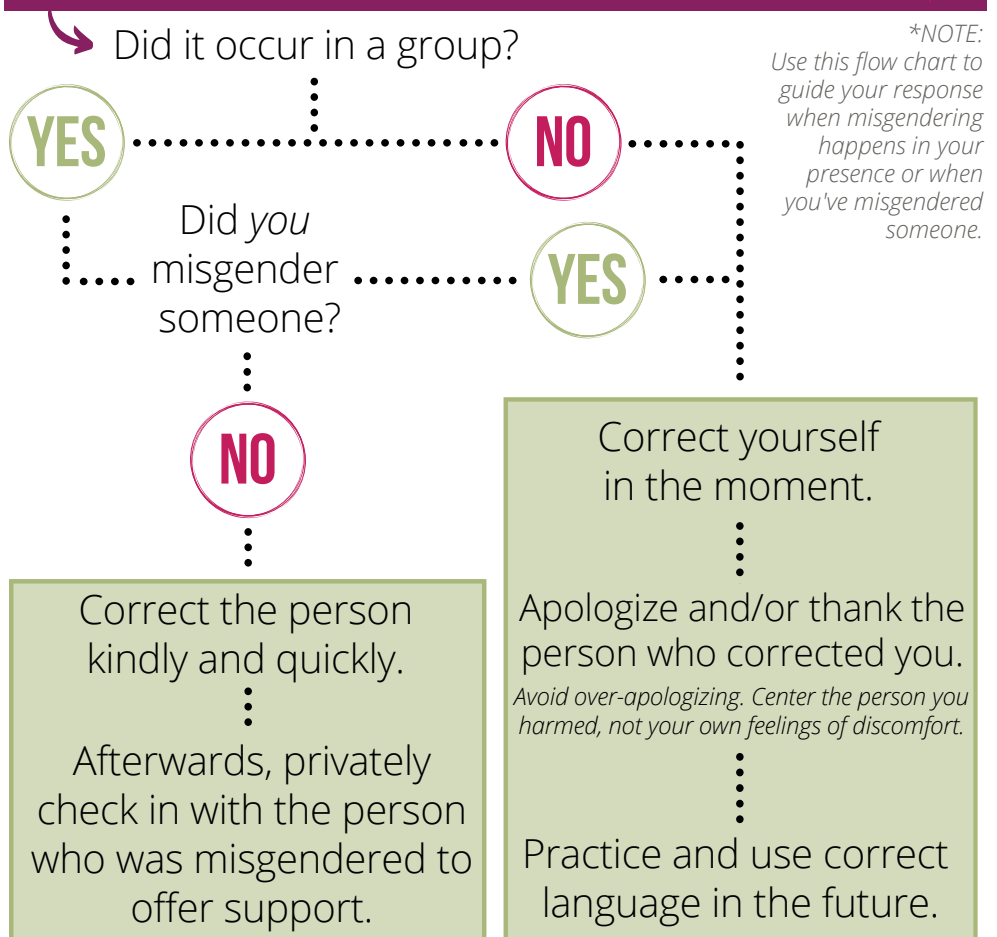 Did it occur in a group?
*NOTE:
Use this flow chart to
guide your response
when misgendering
happens in your
presence or when
you've misgendered
someone.
YES
NO
Did you
misgender
someone?
YES
NO
Correct the person
kindly and quickly.
Afterwards, privately
check in with the person
who was misgendered to
offer support.
Correct yourself
in the moment.
Apologize and/or thank the
person who corrected you.
Avoid over-apologizing. Center the person you
harmed, not your own feelings of discomfort.
Practice and use correct
language in the future.